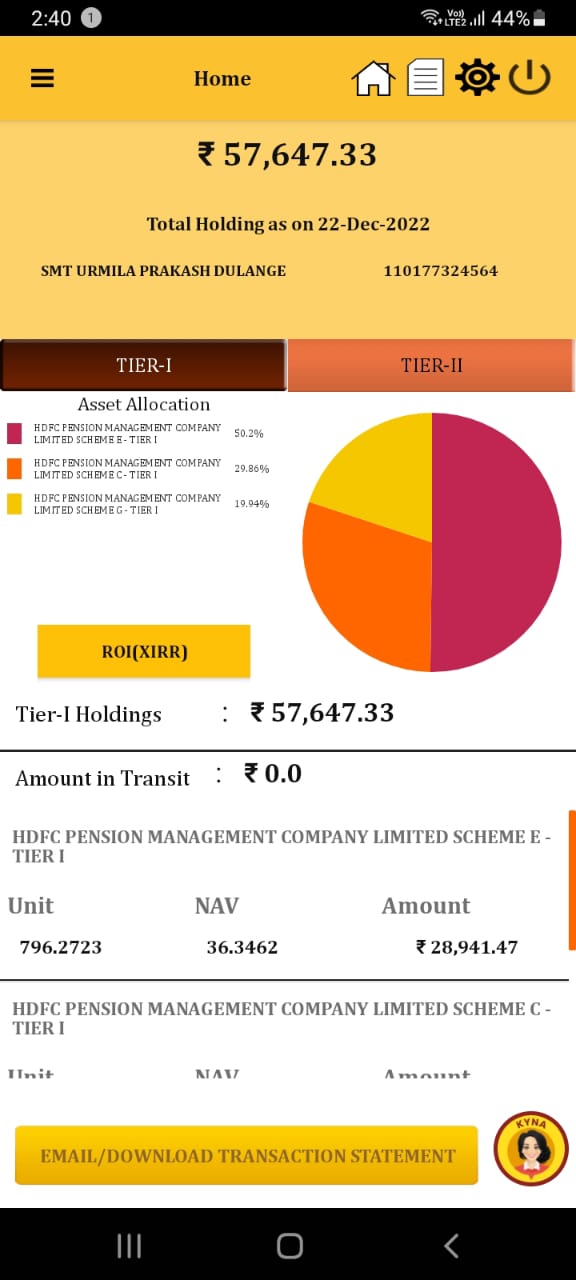 2:40 1 Vo)) LTE2 44%
Home
₹ 57,647.33
Total Holding as on 22-Dec-2022
SMT URMILA PRAKASH DULANGE 110177324564
TIER-I TIER-II
Asset Allocation
HDFC PENSION MANAGEMENT COMPANY
LIMITED SCHEME E - TIER I 50.2%
HDFC PENSION MANAGEMENT COMPANY
LIMITED SCHEME C - TIER I 29.86%
HDFC PENSION MANAGEMENT COMPANY
LIMITED SCHEME G - TIER I 19.94%
ROI(XIRR)
Tier-I Holdings : ₹ 57,647.33
Amount in Transit : ₹ 0.0
HDFC PENSION MANAGEMENT COMPANY LIMITED SCHEME E -
TIER I
Unit NAV Amount
796.2723 36.3462 ₹ 28,941.47
HDFC PENSION MANAGEMENT COMPANY LIMITED SCHEME C -
TIER I
Unit NAV Amount
EMAIL/DOWNLOAD TRANSACTION STATEMENT
KYNA